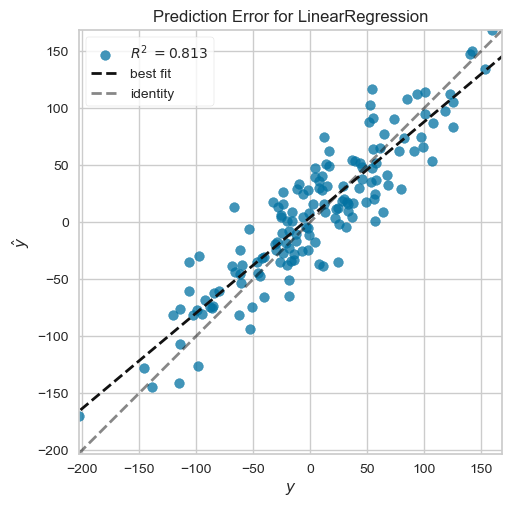 Prediction Error for LinearRegression
R² = 0.813
best fit
identity
150
100
50
0
−50
−100
−150
−200
ŷ
−200 −150 −100 −50 0 50 100 150
y